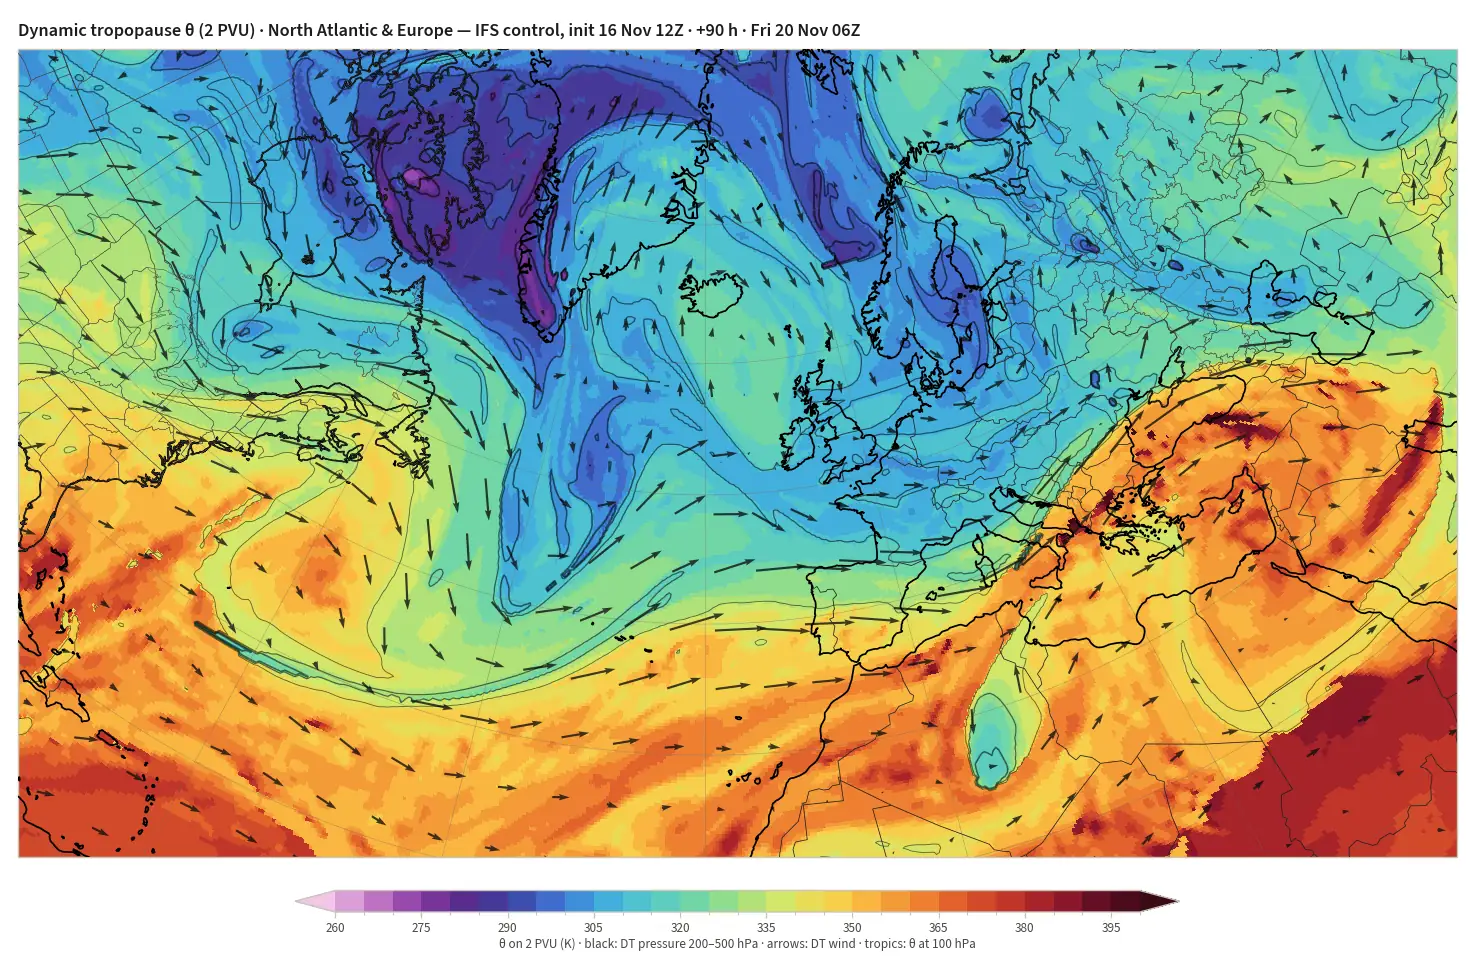 Dynamic tropopause θ (2 PVU) · North Atlantic & Europe — IFS control, init 16 Nov 12Z · +90 h · Fri 20 Nov 06Z
260 275 290 305 320 335 350 365 380 395
θ on 2 PVU (K) · black: DT pressure 200–500 hPa · arrows: DT wind · tropics: θ at 100 hPa